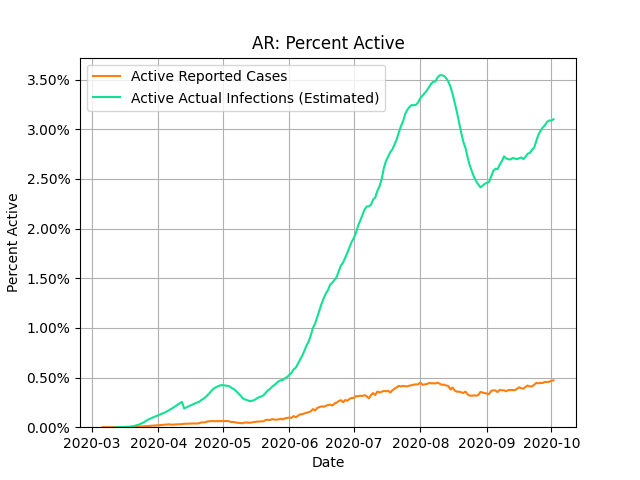 AR: Percent Active
Active Reported Cases
Active Actual Infections (Estimated)
Percent Active
3.50%
3.00%
2.50%
2.00%
1.50%
1.00%
0.50%
0.00%
2020-03 2020-04 2020-05 2020-06 2020-07 2020-08 2020-09 2020-10
Date